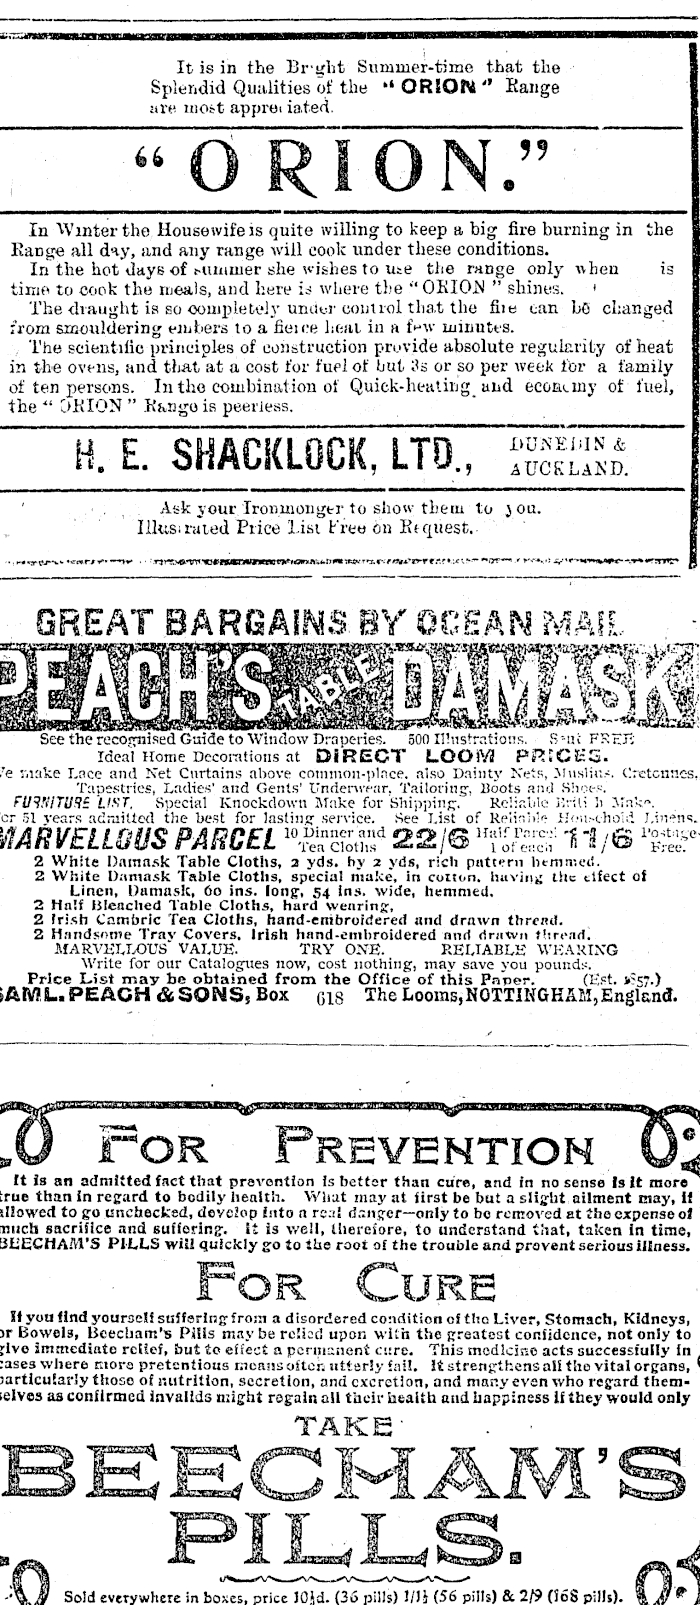 It is in the Bright Summer-time that the
Splendid Qualities of the "ORION" Range
are most appreciated.
"ORION."
In Winter the Housewife is quite willing to keep a big fire burning in the
Range all day, and any range will cook under these conditions.
In the hot days of summer she wishes to use the range only when is
time to cook the meals, and here is where the "ORION" shines.
The draught is so completely under control that the fire can be changed
from smouldering embers to a fierce heat in a few minutes.
The scientific principles of construction provide absolute regularity of heat
in the ovens, and that at a cost for fuel of but 3s or so per week for a family
of ten persons. In the combination of Quick-heating and economy of fuel,
the "ORION" Range is peerless.
H. E. SHACKLOCK, LTD., DUNEDIN &
AUCKLAND.
Ask your Ironmonger to show them to you.
Illustrated Price List Free on Request.
GREAT BARGAINS BY OCEAN MAIL
PEACH'S TABLE DAMASK
See the recognised Guide to Window Draperies. 500 Illustrations. Sent FREE
Ideal Home Decorations at DIRECT LOOM PRICES.
We make Lace and Net Curtains above common-place, also Dainty Nets, Muslins, Cretonnes,
Tapestries, Ladies' and Gents' Underwear, Tailoring, Boots and Shoes.
FURNITURE LIST. Special Knockdown Make for Shipping. Reliable British Make.
For 51 years admitted the best for lasting service. See List of Reliable Household Linens.
MARVELLOUS PARCEL 10 Dinner and Tea Cloths 22/6 Half Parcel 1 of each 11/6 Postage Free.
2 White Damask Table Cloths, 2 yds. by 2 yds, rich pattern hemmed.
2 White Damask Table Cloths, special make, in cotton, having the effect of
Linen, Damask, 60 ins. long, 54 ins. wide, hemmed.
2 Half Bleached Table Cloths, hard wearing,
2 Irish Cambric Tea Cloths, hand-embroidered and drawn thread.
2 Handsome Tray Covers, Irish hand-embroidered and drawn thread.
MARVELLOUS VALUE. TRY ONE. RELIABLE WEARING
Write for our Catalogues now, cost nothing, may save you pounds.
Price List may be obtained from the Office of this Paper. (Est. 1857.)
SAML. PEACH & SONS, Box 618 The Looms, NOTTINGHAM, England.
FOR PREVENTION
It is an admitted fact that prevention is better than cure, and in no sense is it more
true than in regard to bodily health. What may at first be but a slight ailment may, if
allowed to go unchecked, develop into a real danger—only to be removed at the expense of
much sacrifice and suffering. It is well, therefore, to understand that, taken in time,
BEECHAM'S PILLS will quickly go to the root of the trouble and prevent serious illness.
FOR CURE
If you find yourself suffering from a disordered condition of the Liver, Stomach, Kidneys,
or Bowels, Beecham's Pills may be relied upon with the greatest confidence, not only to
give immediate relief, but to effect a permanent cure. This medicine acts successfully in
cases where more pretentious means often utterly fail. It strengthens all the vital organs,
particularly those of nutrition, secretion, and excretion, and many even who regard them-
selves as confirmed invalids might regain all their health and happiness if they would only
TAKE
BEECHAM'S
PILLS.
Sold everywhere in boxes, price 10½d. (36 pills) 1/1½ (56 pills) & 2/9 (168 pills).